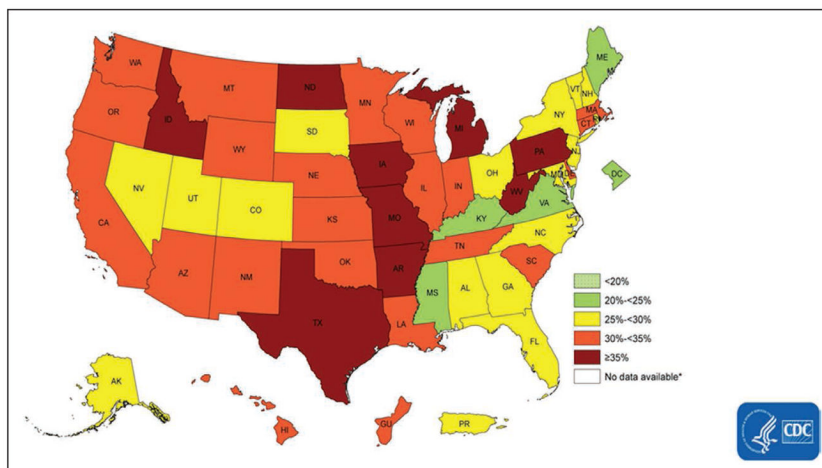 WA
MT
ND
MN
ME
VT
NH
OR
ID
SD
WI
MI
NY
MA
CT
WY
IA
PA
NJ
NE
OH
MD
DE
DC
NV
UT
CO
IL
IN
WV
VA
CA
KS
MO
KY
NC
AZ
NM
OK
AR
TN
SC
MS
AL
GA
TX
LA
FL
AK
HI
GU
PR
<20%
20%-<25%
25%-<30%
30%-<35%
≥35%
No data available*
CDC